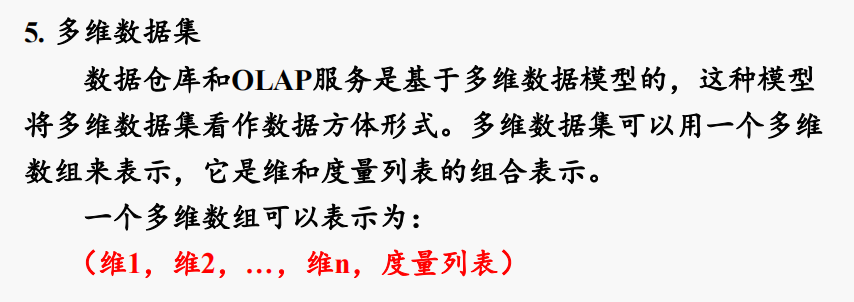 5. 多维数据集
数据仓库和OLAP服务是基于多维数据模型的，这种模型
将多维数据集看作数据方体形式。多维数据集可以用一个多维
数组来表示，它是维和度量列表的组合表示。
一个多维数组可以表示为：
（维1，维2，…，维n，度量列表）